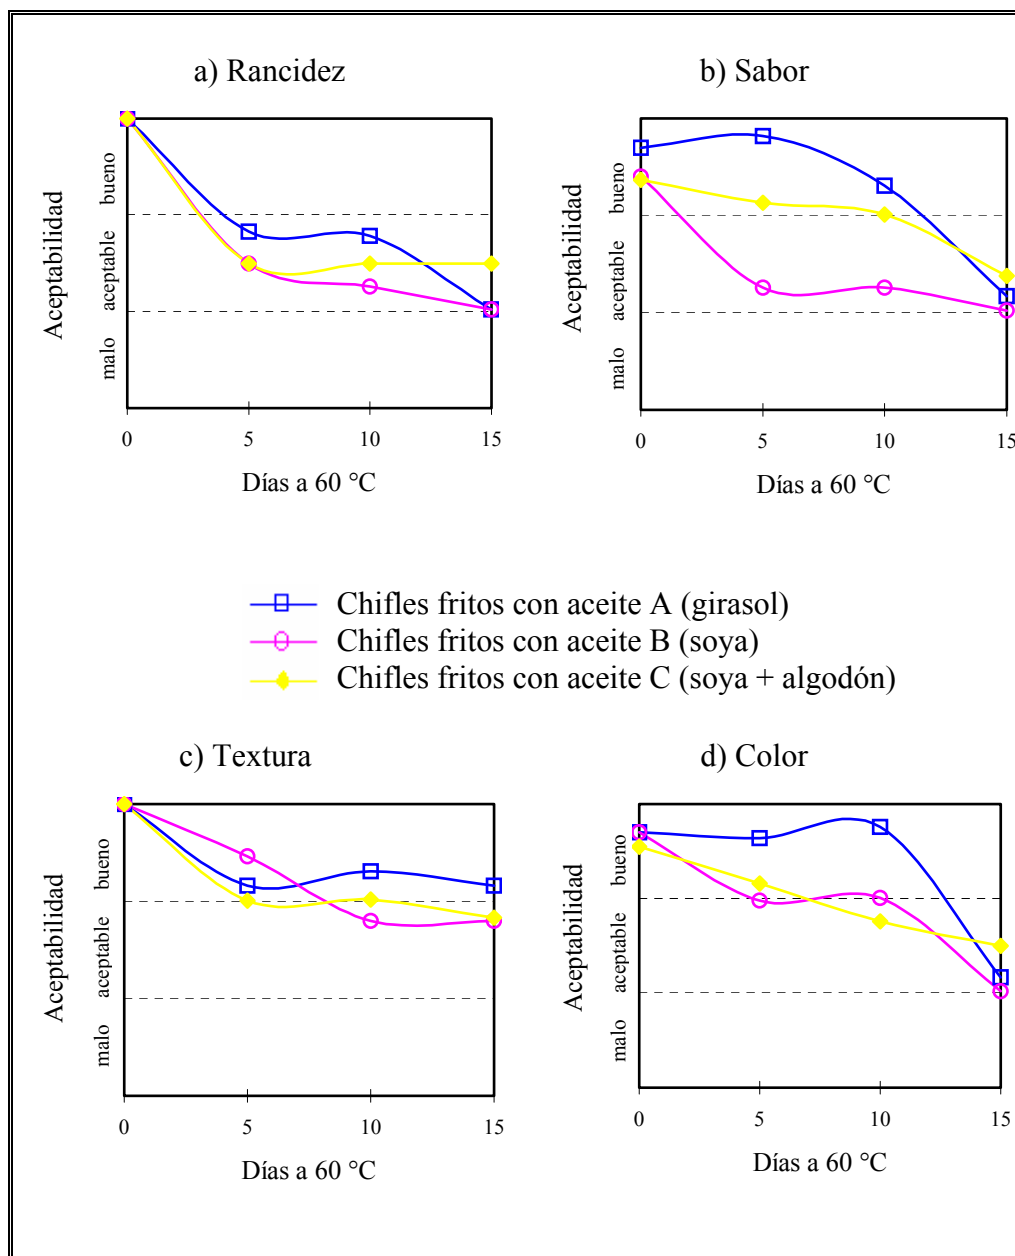 a) Rancidez
Aceptabilidad
bueno
aceptable
malo
0 5 10 15
Días a 60 °C
b) Sabor
Aceptabilidad
bueno
aceptable
malo
0 5 10 15
Días a 60 °C
Chifles fritos con aceite A (girasol)
Chifles fritos con aceite B (soya)
Chifles fritos con aceite C (soya + algodón)
c) Textura
Aceptabilidad
bueno
aceptable
malo
0 5 10 15
Días a 60 °C
d) Color
Aceptabilidad
bueno
aceptable
malo
0 5 10 15
Días a 60 °C